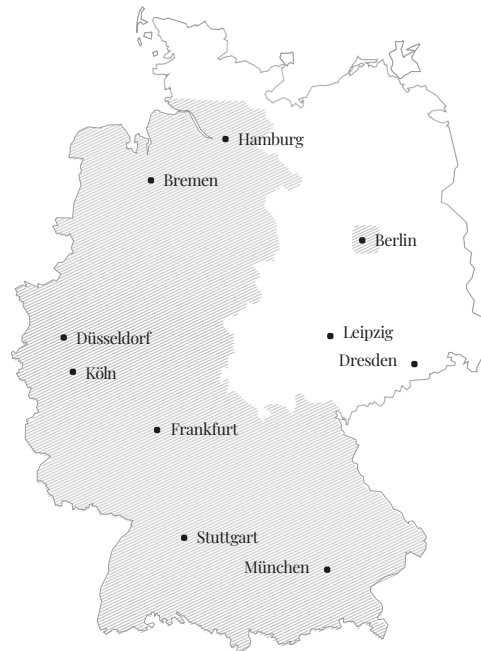 Hamburg
Bremen
Berlin
Leipzig
Düsseldorf
Dresden
Köln
Frankfurt
Stuttgart
München